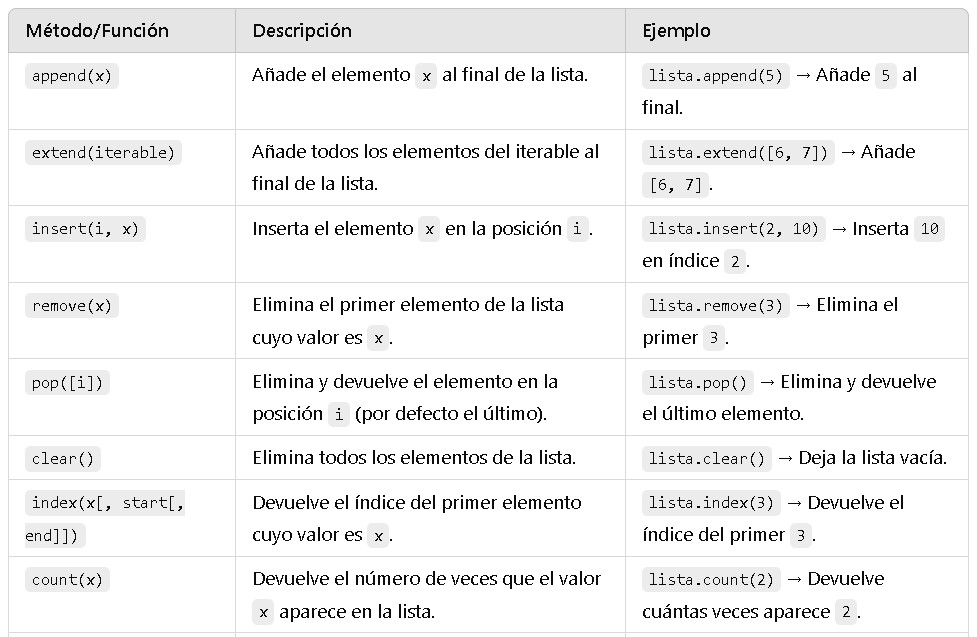 Método/Función Descripción Ejemplo
append(x) Añade el elemento x al final de la lista. lista.append(5) → Añade 5 al
final.
extend(iterable) Añade todos los elementos del iterable al lista.extend([6, 7]) → Añade
final de la lista. [6, 7] .
insert(i, x) Inserta el elemento x en la posición i . lista.insert(2, 10) → Inserta 10
en índice 2 .
remove(x) Elimina el primer elemento de la lista lista.remove(3) → Elimina el
cuyo valor es x . primer 3 .
pop([i]) Elimina y devuelve el elemento en la lista.pop() → Elimina y devuelve
posición i (por defecto el último). el último elemento.
clear() Elimina todos los elementos de la lista. lista.clear() → Deja la lista vacía.
index(x[, start[, Devuelve el índice del primer elemento lista.index(3) → Devuelve el
end]]) cuyo valor es x . índice del primer 3 .
count(x) Devuelve el número de veces que el valor lista.count(2) → Devuelve
x aparece en la lista. cuántas veces aparece 2 .